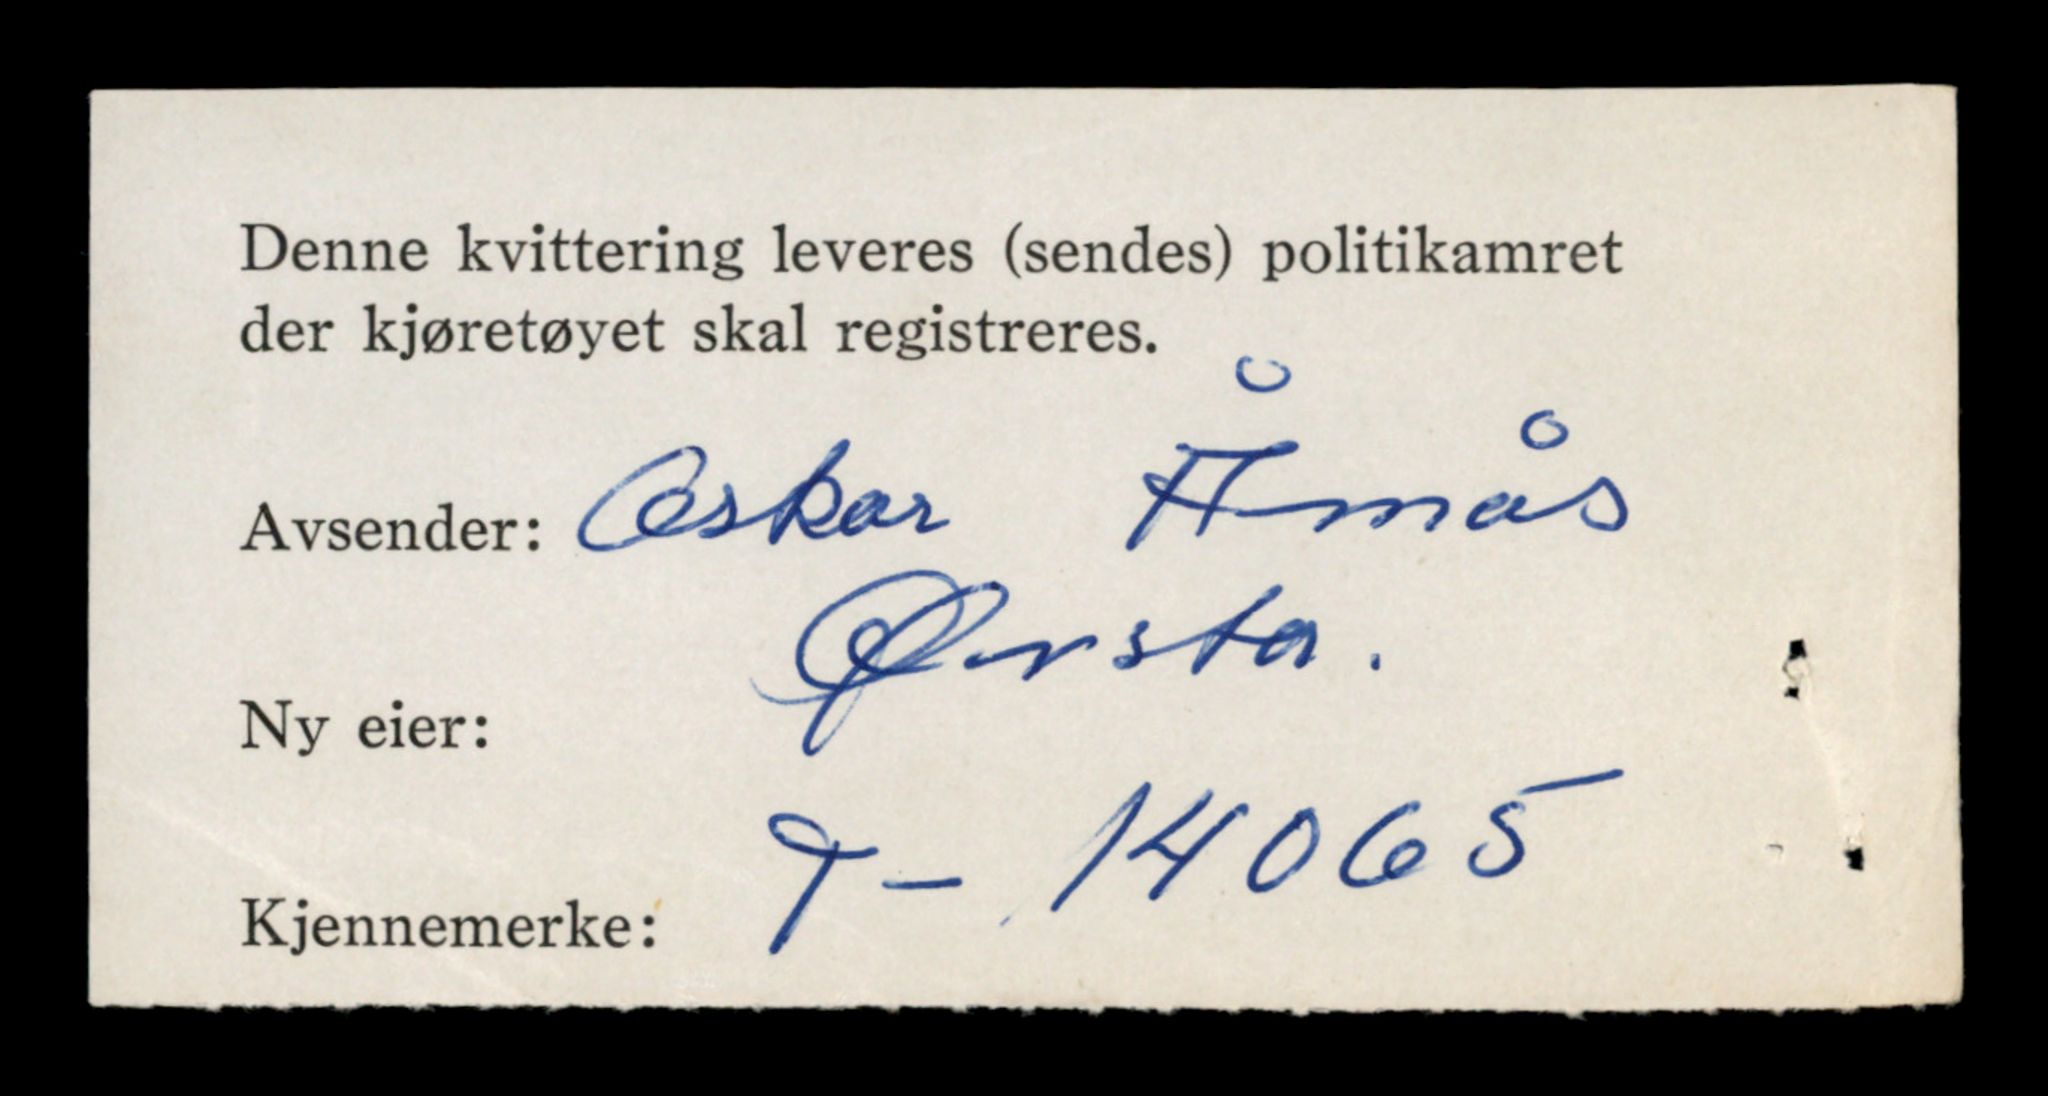 Denne kvittering leveres (sendes) politikamret
der kjøretøyet skal registreres.
Avsender: Oskar Åmås
Ørsta.
Ny eier:
Kjennemerke: T- 14065